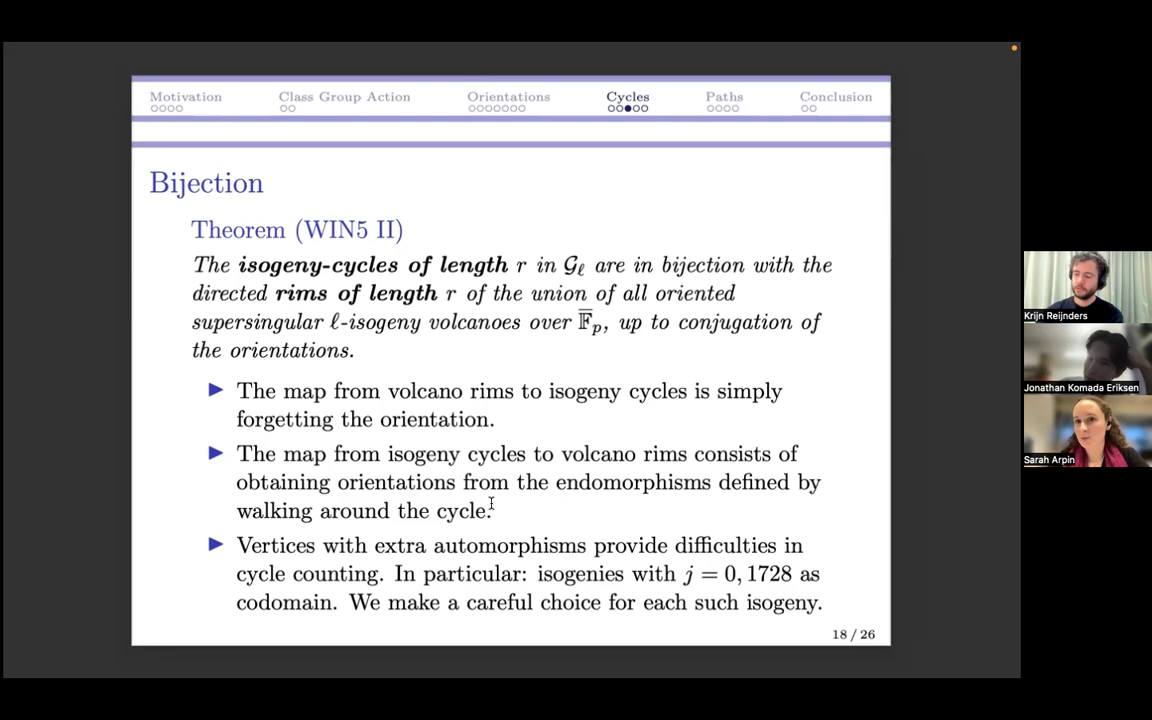 Motivation Class Group Action Orientations Cycles Paths Conclusion
Bijection
Theorem (WIN5 II)
The isogeny-cycles of length r in 𝒢ℓ are in bijection with the
directed rims of length r of the union of all oriented
supersingular ℓ-isogeny volcanoes over F̅p, up to conjugation of
the orientations.
▶ The map from volcano rims to isogeny cycles is simply
forgetting the orientation.
▶ The map from isogeny cycles to volcano rims consists of
obtaining orientations from the endomorphisms defined by
walking around the cycle.
▶ Vertices with extra automorphisms provide difficulties in
cycle counting. In particular: isogenies with j = 0, 1728 as
codomain. We make a careful choice for each such isogeny.
18 / 26
Krijn Reijnders
Jonathan Komada Eriksen
Sarah Arpin